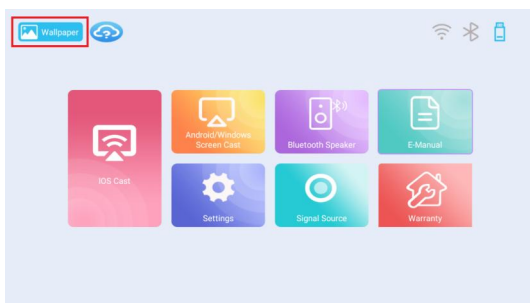 Wallpaper
Android/Windows
Screen Cast
Bluetooth Speaker
E-Manual
IOS Cast
Settings
Signal Source
Warranty